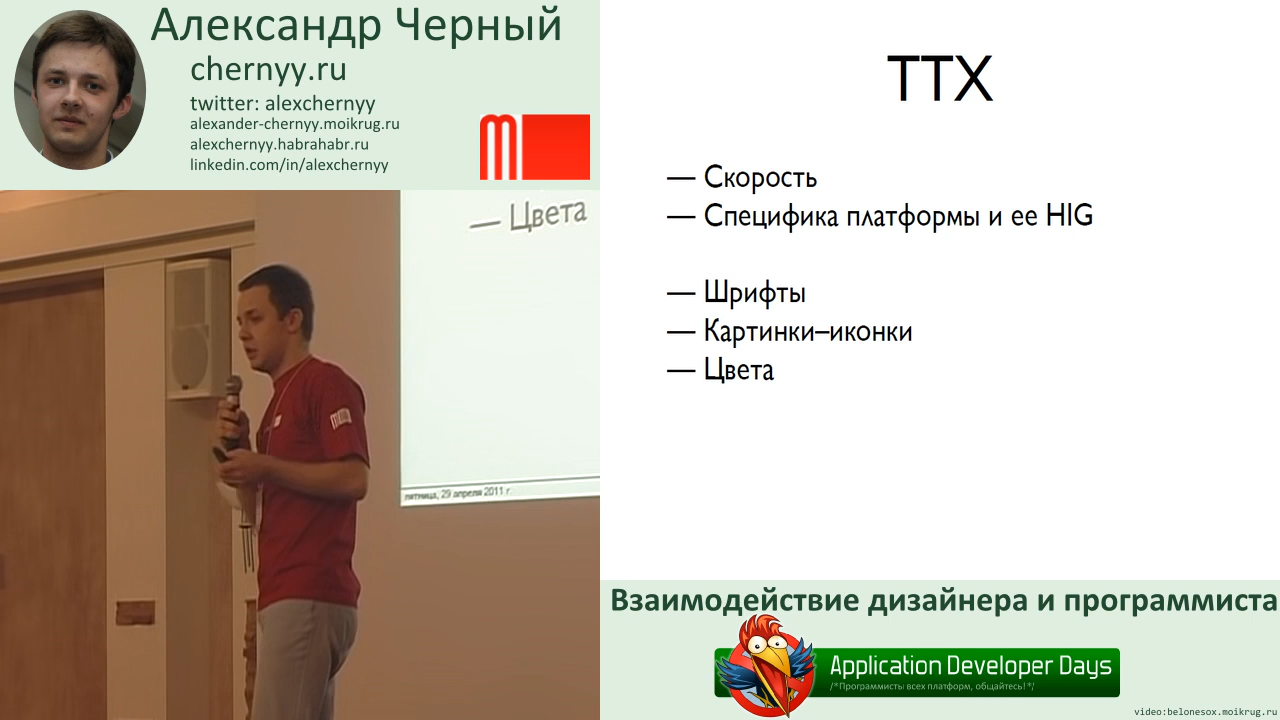 Александр Черный
chernyy.ru
twitter: alexchernyy
alexander-chernyy.moikrug.ru
alexchernyy.habrahabr.ru
linkedin.com/in/alexchernyy
— Цвета
пятница, 29 апреля 2011 г.
ТТХ
— Скорость
— Специфика платформы и ее HIG
— Шрифты
— Картинки–иконки
— Цвета
Взаимодействие дизайнера и программиста
Application Developer Days
/*Программисты всех платформ, общайтесь!*/
video:belonesox.moikrug.ru